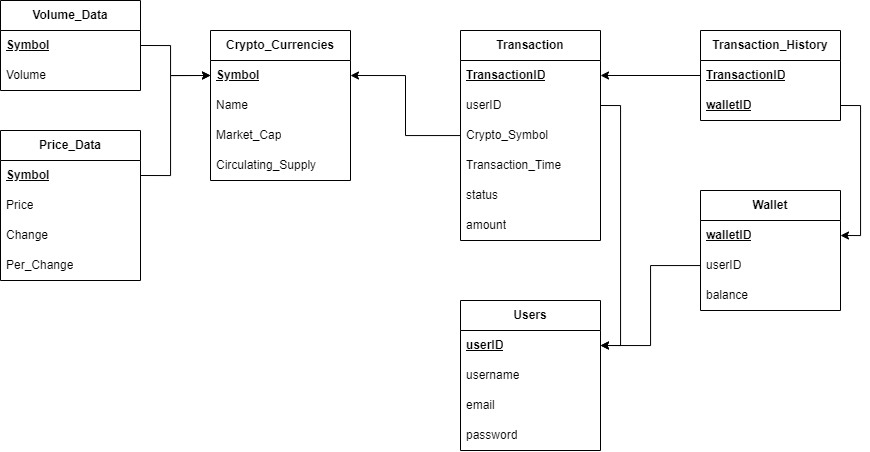 Volume_Data
Symbol
Volume
Price_Data
Symbol
Price
Change
Per_Change
Crypto_Currencies
Symbol
Name
Market_Cap
Circulating_Supply
Transaction
TransactionID
userID
Crypto_Symbol
Transaction_Time
status
amount
Users
userID
username
email
password
Transaction_History
TransactionID
walletID
Wallet
walletID
userID
balance